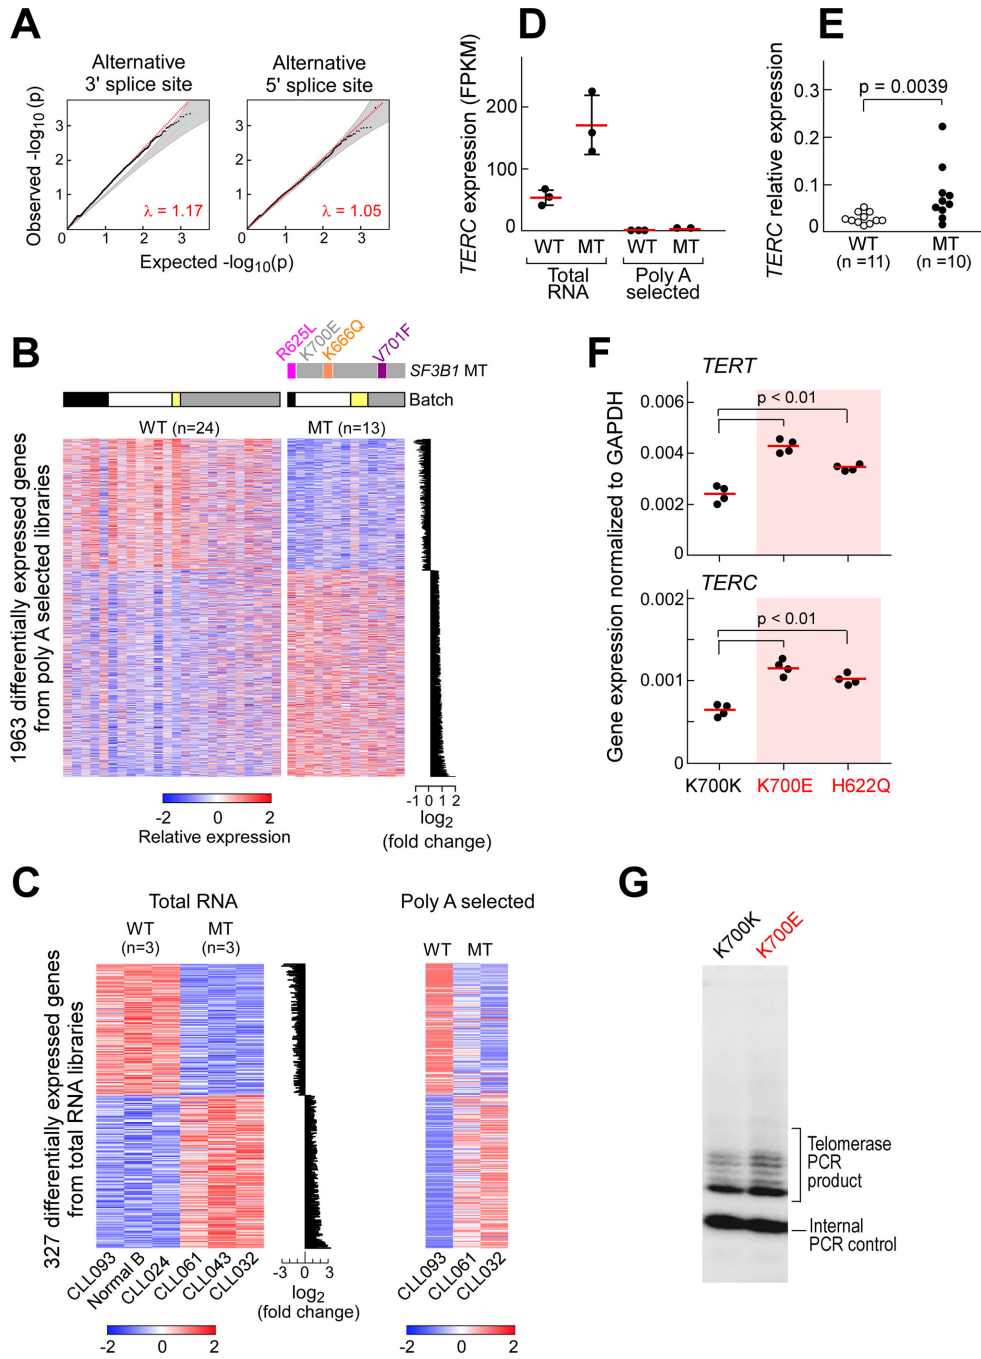 A
Alternative
3' splice site
Alternative
5' splice site
Observed -log10 (p)
3
2
1
0
1
2
3
λ = 1.17
3
2
1
0
1
2
3
λ = 1.05
Expected -log10(p)
D
TERC expression (FPKM)
200
100
0
WT
MT
WT
MT
Total
RNA
Poly A
selected
E
TERC relative expression
p = 0.0039
0.3
0.2
0.1
0
WT
(n =11)
MT
(n =10)
B
R625L
K700E
K666Q
V701F
SF3B1 MT
Batch
WT (n=24)
MT (n=13)
1963 differentially expressed genes
from poly A selected libraries
-2
0
2
Relative expression
-1 0 1 2
log2
(fold change)
F
Gene expression normalized to GAPDH
TERT
p < 0.01
0.006
0.004
0.002
0
TERC
0.002
p < 0.01
0.001
0
K700K
K700E
H622Q
C
Total RNA
WT
(n=3)
MT
(n=3)
327 differentially expressed genes
from total RNA libraries
CLL093
Normal B
CLL024
CLL061
CLL043
CLL032
-3
0
3
log2
(fold change)
-2
0
2
Poly A selected
WT
MT
CLL093
CLL061
CLL032
-2
0
2
G
K700K
K700E
Telomerase
PCR
product
Internal
PCR control